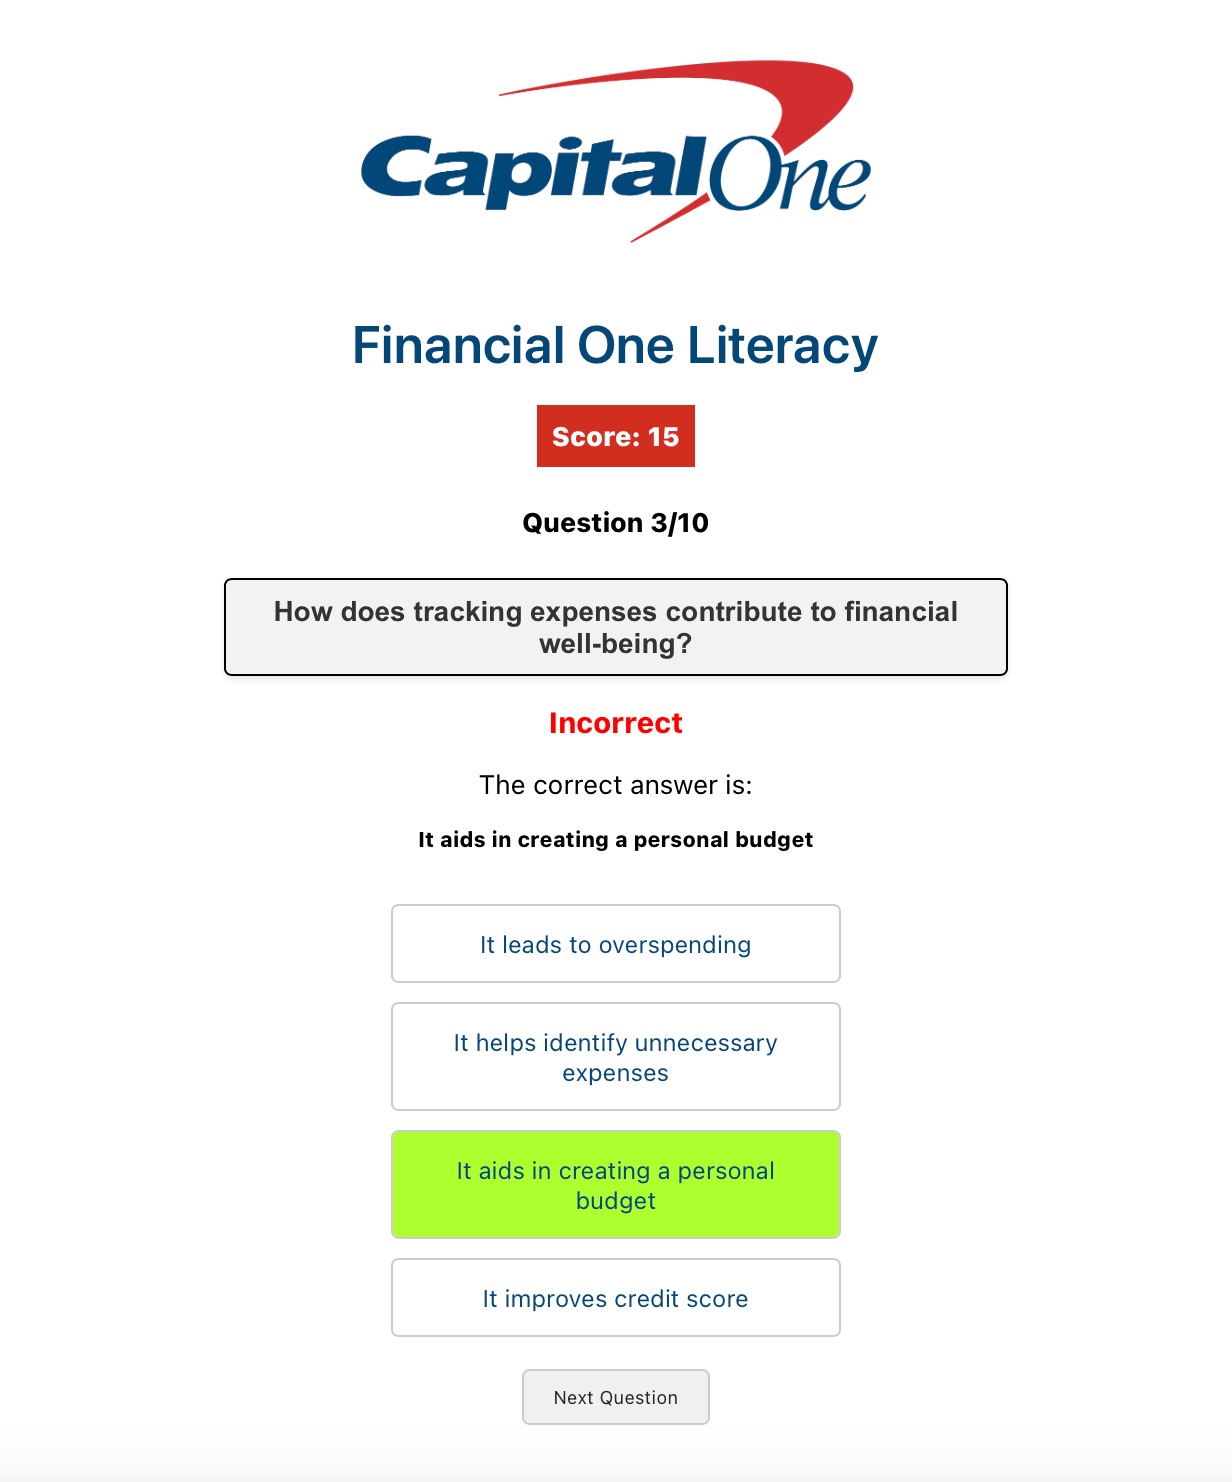 CapitalOne
Financial One Literacy
Score: 15
Question 3/10
How does tracking expenses contribute to financial
well-being?
Incorrect
The correct answer is:
It aids in creating a personal budget
It leads to overspending
It helps identify unnecessary
expenses
It aids in creating a personal
budget
It improves credit score
Next Question